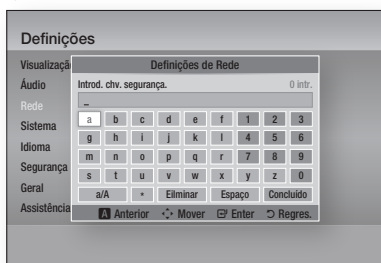 Definições
Visualizaçã
Áudio
Rede
Sistema
Idioma
Segurança
Geral
Assistência
Definições de Rede
Introd. chv. segurança. 0 intr.
_
a b c d e f 1 2 3
g h i j k l 4 5 6
m n o p q r 7 8 9
s t u v w x y z 0
a/A * Eilminar Espaço Concluído
A Anterior Mover Enter Regres.